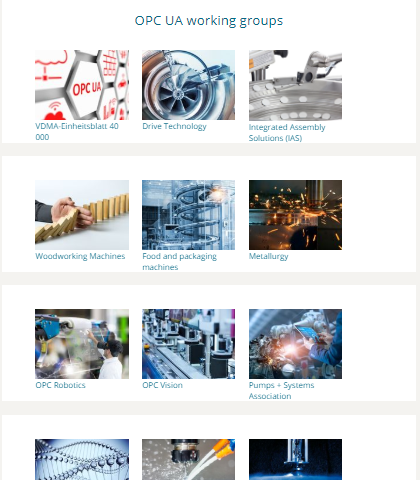 OPC UA working groups
OPC UA
VDMA-Einheitsblatt 40
000
Drive Technology
Integrated Assembly
Solutions (IAS)
Woodworking Machines
Food and packaging
machines
Metallurgy
OPC Robotics
OPC Vision
Pumps + Systems
Association